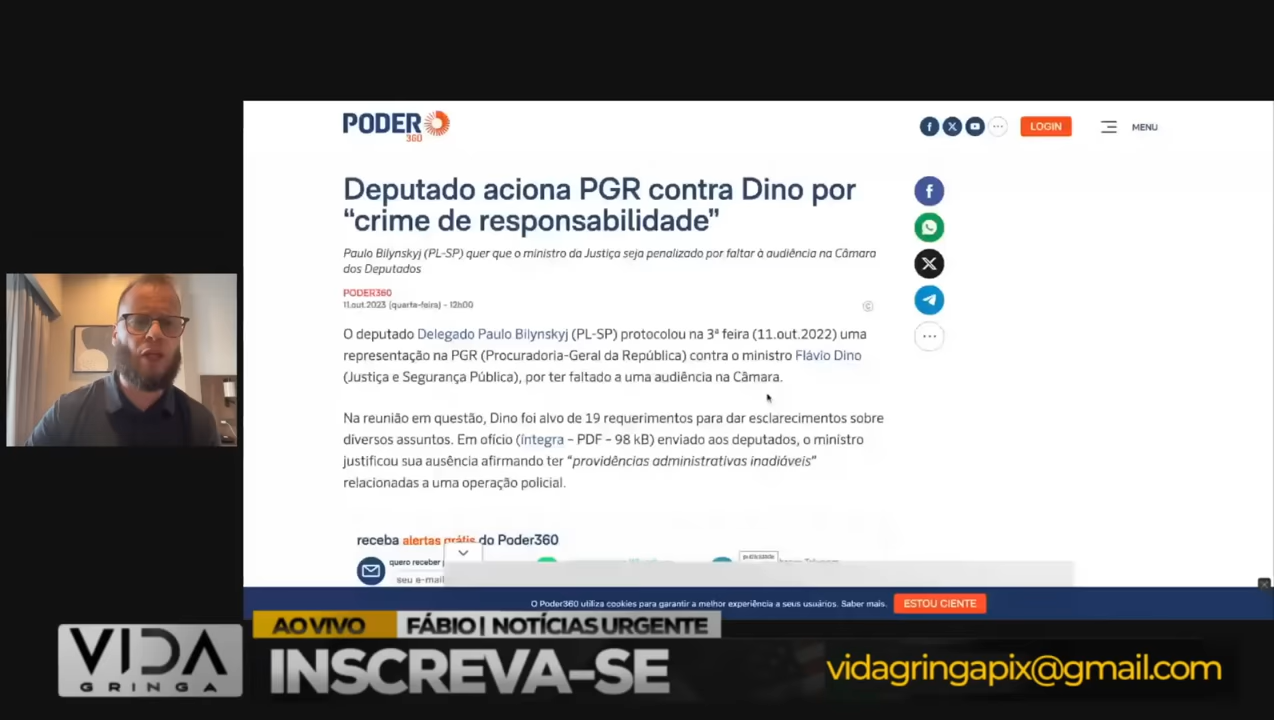 PODER
360
LOGIN
MENU
Deputado aciona PGR contra Dino por
“crime de responsabilidade”
Paulo Bilynskyj (PL-SP) quer que o ministro da Justiça seja penalizado por faltar à audiência na Câmara
dos Deputados
PODER360
11.out.2023 (quarta-feira) - 12h00
O deputado Delegado Paulo Bilynskyj (PL-SP) protocolou na 3ª feira (11.out.2022) uma
representação na PGR (Procuradoria-Geral da República) contra o ministro Flávio Dino
(Justiça e Segurança Pública), por ter faltado a uma audiência na Câmara.
Na reunião em questão, Dino foi alvo de 19 requerimentos para dar esclarecimentos sobre
diversos assuntos. Em ofício (íntegra – PDF – 98 kB) enviado aos deputados, o ministro
justificou sua ausência afirmando ter “providências administrativas inadiáveis”
relacionadas a uma operação policial.
receba alertas grátis do Poder360
quero receber
publicidade
seu e-mail
O Poder360 utiliza cookies para garantir a melhor experiência a seus usuários. Saber mais.
ESTOU CIENTE
AO VIVO
FÁBIO | NOTÍCIAS URGENTE
VIDA
GRINGA
INSCREVA-SE
vidagringapix@gmail.com